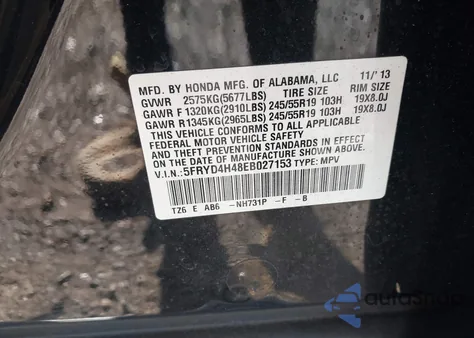 MFD. BY HONDA MFG. OF ALABAMA, LLC 11/'13
GVWR 2575KG(5677LBS) TIRE SIZE RIM SIZE
GAWR F 1320KG(2910LBS) 245/55R19 103H 19X8.0J
GAWR R1345KG(2965LBS) 245/55R19 103H 19X8.0J
THIS VEHICLE CONFORMS TO ALL APPLICABLE
FEDERAL MOTOR VEHICLE SAFETY
AND THEFT PREVENTION STANDARDS IN EFFECT
ON THE DATE OF MANUFACTURE SHOWN ABOVE.
V.I.N.:5FRYD4H48EB027153 TYPE: MPV
TZ6 E AB6 -NH731P -F -B
autoShop